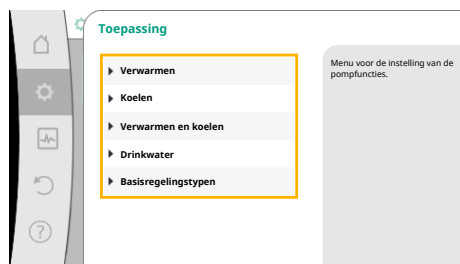 Toepassing
Verwarmen
Koelen
Verwarmen en koelen
Drinkwater
Basisregelingstypen
Menu voor de instelling van de
pompfuncties.